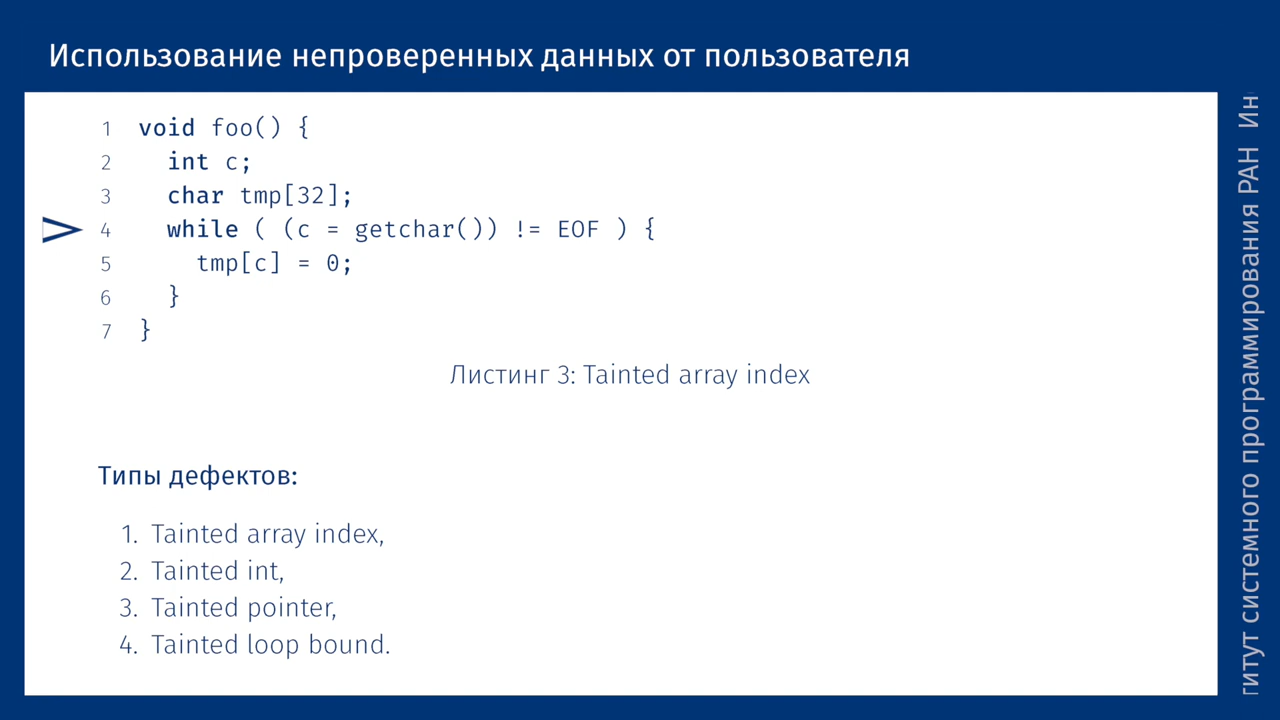 Использование непроверенных данных от пользователя
1 void foo() {
2 int c;
3 char tmp[32];
4 while ( (c = getchar()) != EOF ) {
5 tmp[c] = 0;
6 }
7 }
Листинг 3: Tainted array index
Типы дефектов:
1. Tainted array index,
2. Tainted int,
3. Tainted pointer,
4. Tainted loop bound.
титут системного программирования РАН Ин